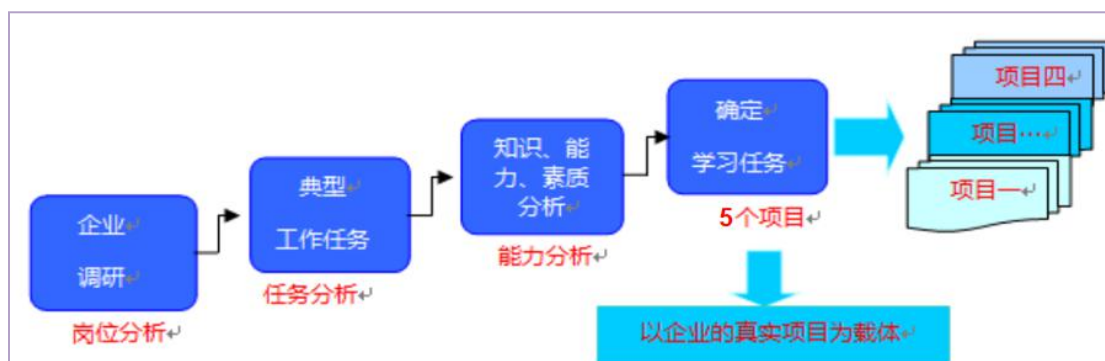 企业
调研
岗位分析
典型
工作任务
任务分析
知识、能
力、素质
分析
能力分析
确定
学习任务
5个项目
项目四
项目…
项目一
以企业的真实项目为载体